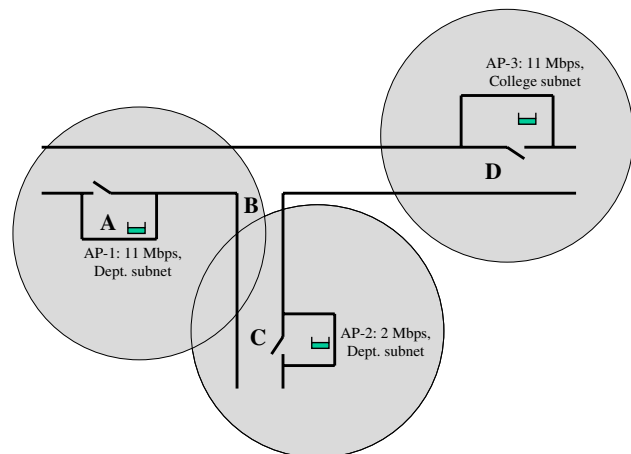 AP-3: 11 Mbps,
College subnet
D
B
A
AP-1: 11 Mbps,
Dept. subnet
C
AP-2: 2 Mbps,
Dept. subnet